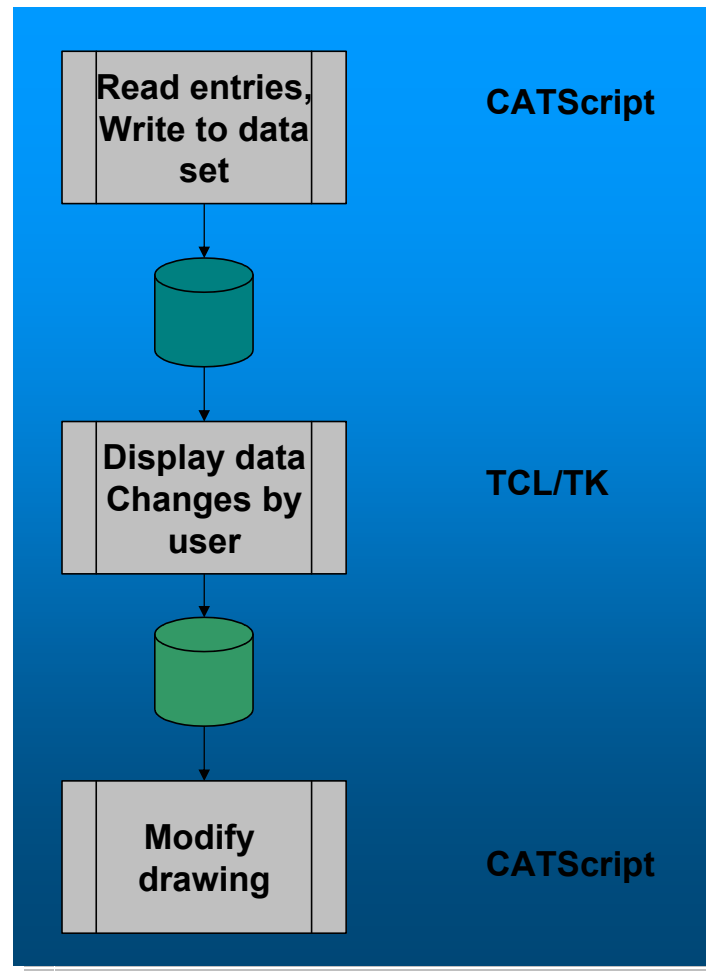 Read entries,
Write to data
set
CATScript
Display data
Changes by
user
TCL/TK
Modify
drawing
CATScript